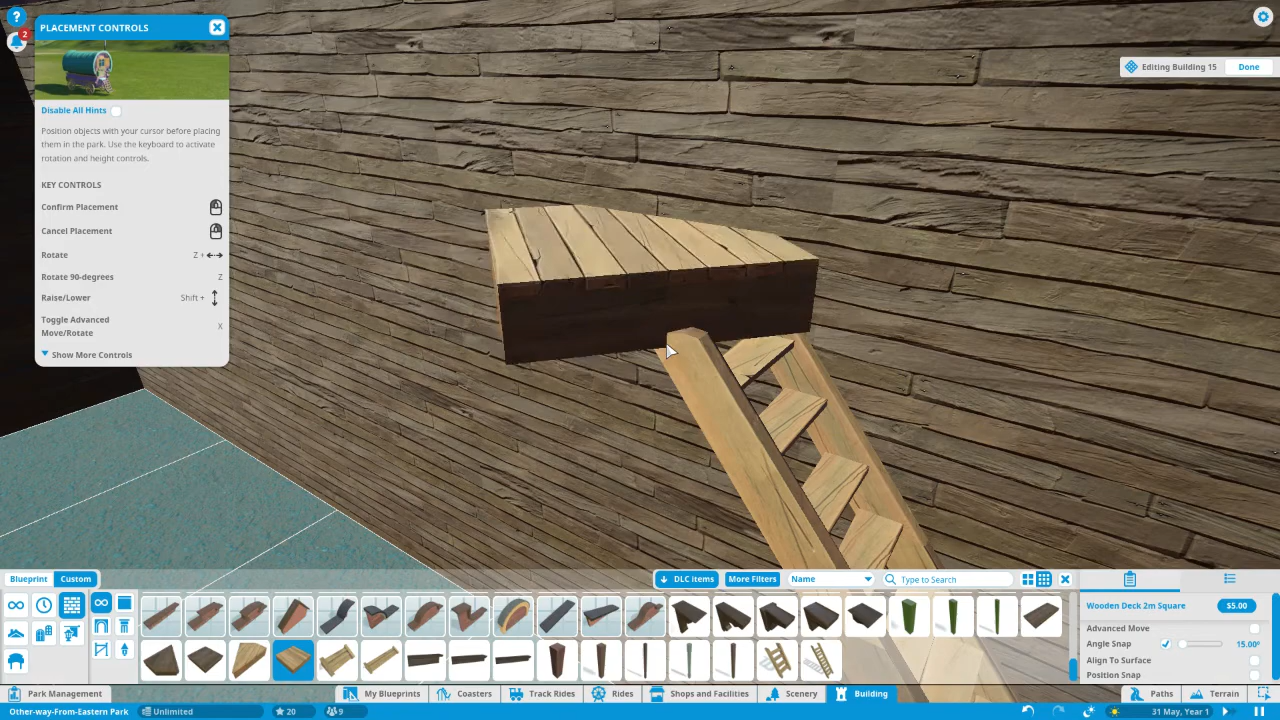 ?
2
PLACEMENT CONTROLS
Disable All Hints
Position objects with your cursor before placing
them in the park. Use the keyboard to activate
rotation and height controls.
KEY CONTROLS
Confirm Placement
Cancel Placement
Rotate Z +
Rotate 90-degrees Z
Raise/Lower Shift +
Toggle Advanced
Move/Rotate X
Show More Controls
Editing Building 15 Done
Blueprint Custom
DLC items More Filters Name Type to Search
Wooden Deck 2m Square $5.00
Advanced Move
Angle Snap 15.00º
Align To Surface
Position Snap
Park Management My Blueprints Coasters Track Rides Rides Shops and Facilities Scenery Building Paths Terrain
Other-way-From-Eastern Park Unlimited 20 9 31 May, Year 1